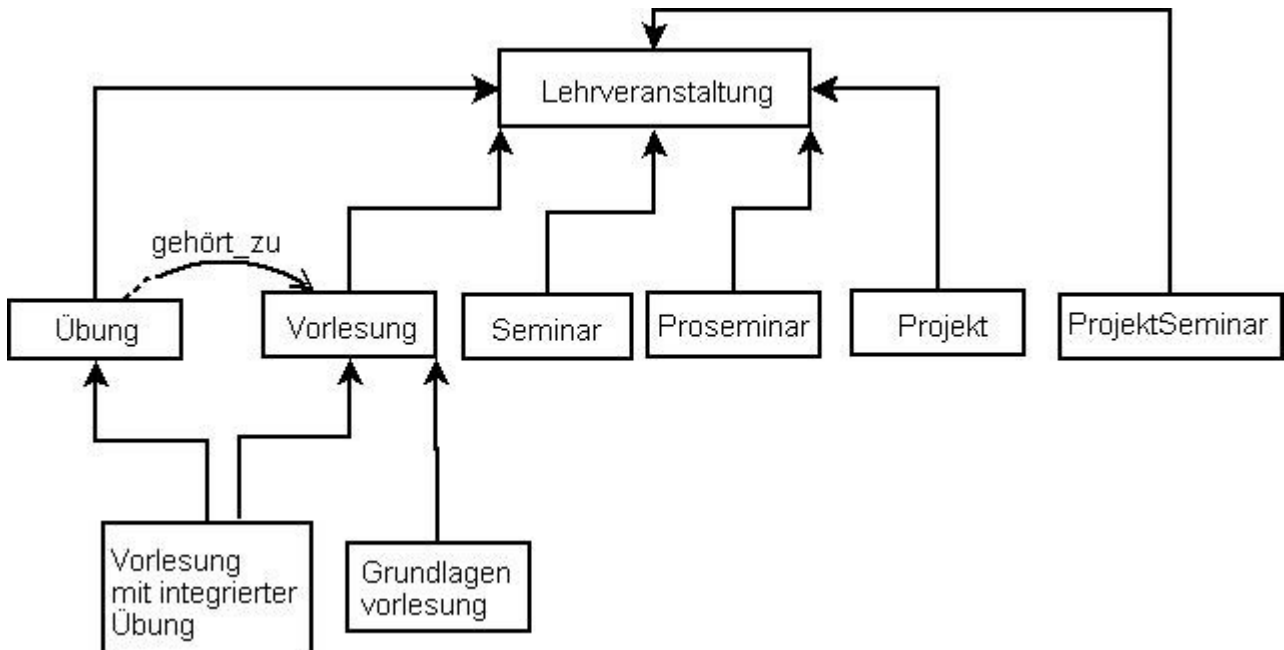 Lehrveranstaltung
gehört_zu
Übung
Vorlesung
Seminar
Proseminar
Projekt
ProjektSeminar
Vorlesung
mit integrierter
Übung
Grundlagen
vorlesung